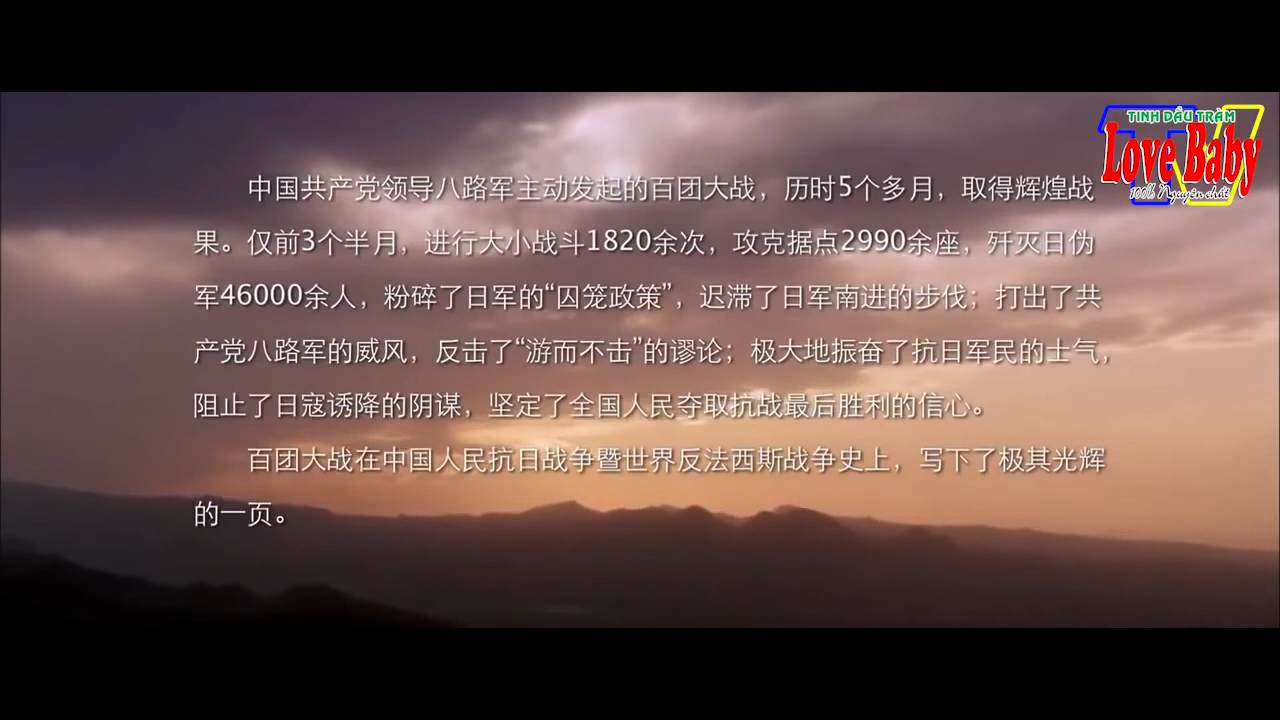 TINH DẦU TRÀM
Love Baby
100% Nguyên chất
中国共产党领导八路军主动发起的百团大战，历时5个多月，取得辉煌战
果。仅前3个半月，进行大小战斗1820余次，攻克据点2990余座，歼灭日伪
军46000余人，粉碎了日军的“囚笼政策”，迟滞了日军南进的步伐；打出了共
产党八路军的威风，反击了“游而不击”的谬论；极大地振奋了抗日军民的士气，
阻止了日寇诱降的阴谋，坚定了全国人民夺取抗战最后胜利的信心。
百团大战在中国人民抗日战争暨世界反法西斯战争史上，写下了极其光辉
的一页。